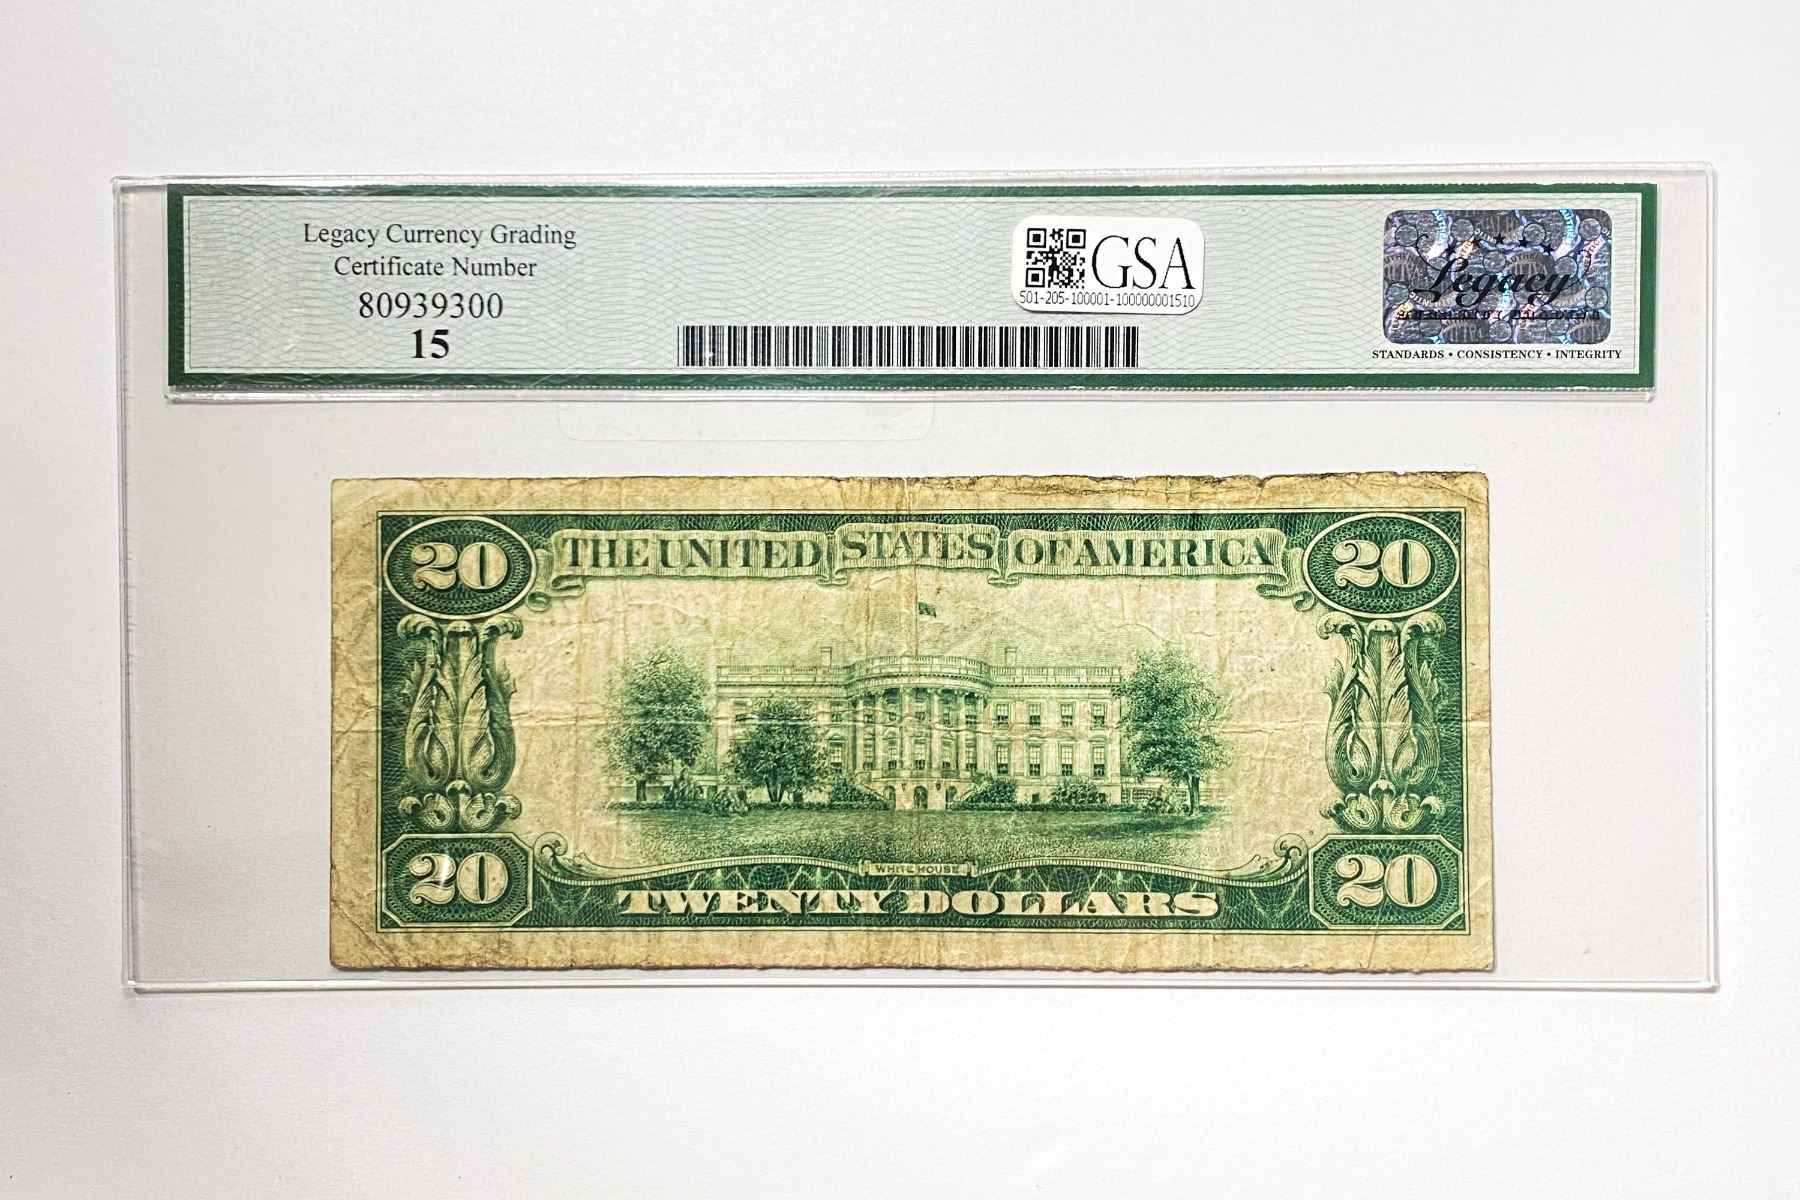 Legacy Currency Grading
Certificate Number
80939300
15
GSA
501-205-100001-100000001510
Legacy
STANDARDS • CONSISTENCY • INTEGRITY
20 THE UNITED STATES OF AMERICA 20
WHITE HOUSE
20 TWENTY DOLLARS 20